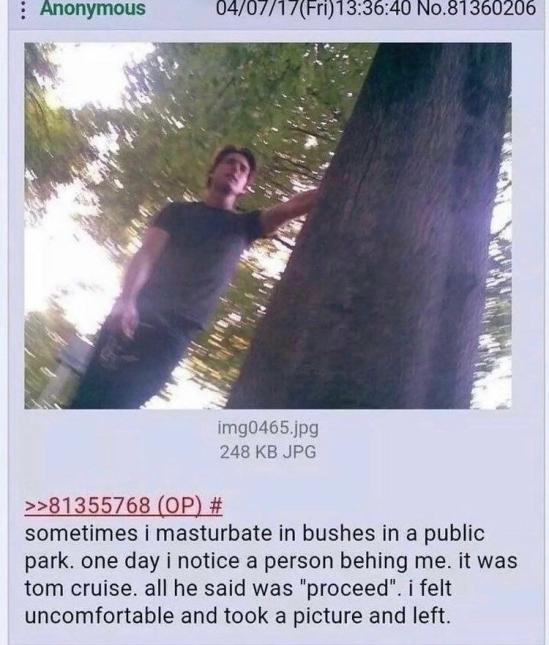 Anonymous 04/07/17(Fri)13:36:40 No.81360206
img0465.jpg
248 KB JPG
>>81355768 (OP) #
sometimes i masturbate in bushes in a public
park. one day i notice a person behing me. it was
tom cruise. all he said was "proceed". i felt
uncomfortable and took a picture and left.